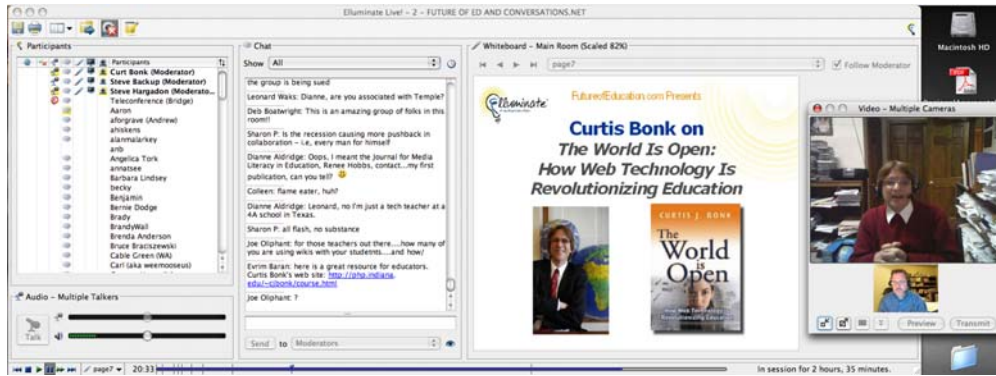 Elluminate Live! - 2 - FUTURE OF ED AND CONVERSATIONS.NET
Participants
Participants
Curt Bonk (Moderator)
Steve Backup (Moderator)
Steve Hargadon (Moderato...
Teleconference (Bridge)
Aaron
aforgrave (Andrew)
ahiskens
alanmalarkey
anb
Angelica Tork
annatsee
Barbara Lindsey
becky
Benjamin
Bernie Dodge
Brady
BrandyWall
Brenda Anderson
Bruce Braciszewski
Cable Green (WA)
Carl (aka weemooseus)
Audio - Multiple Talkers
Talk
Chat
Show All
the group is being sued
Leonard Waks: Dianne, are you associated with Temple?
Deb Boatwright: This is an amazing group of folks in this
room!!
Sharon P: Is the recession causing more pushback in
collaboration - i.e, every man for himself
Dianne Aldridge: Oops, I meant the Journal for Media
Literacy in Education, Renee Hobbs, contact...my first
publication, can you tell?
Colleen: flame eater, huh?
Dianne Aldridge: Leonard, no I'm just a tech teacher at a
4A school in Texas.
Sharon P: all flash, no substance
Joe Oliphant: for those teachers out there....how many of
you are using wikis with your studetnts....and how/
Evrim Baran: here is a great resource for educators.
Curtis Bonk's web site: http://php.indiana.
edu/~cjbonk/course.html
Joe Oliphant: ?
Send to Moderators
Whiteboard - Main Room (Scaled 82%)
page7
Follow Moderator
Elluminate
FutureofEducation.com Presents
Curtis Bonk on
The World Is Open:
How Web Technology Is
Revolutionizing Education
CURTIS J. BONK
The
World
is
Open
How Web Technology Is
Revolutionizing Education
Video - Multiple Cameras
Preview
Transmit
Macintosh HD
page7
20:33
In session for 2 hours, 35 minutes.